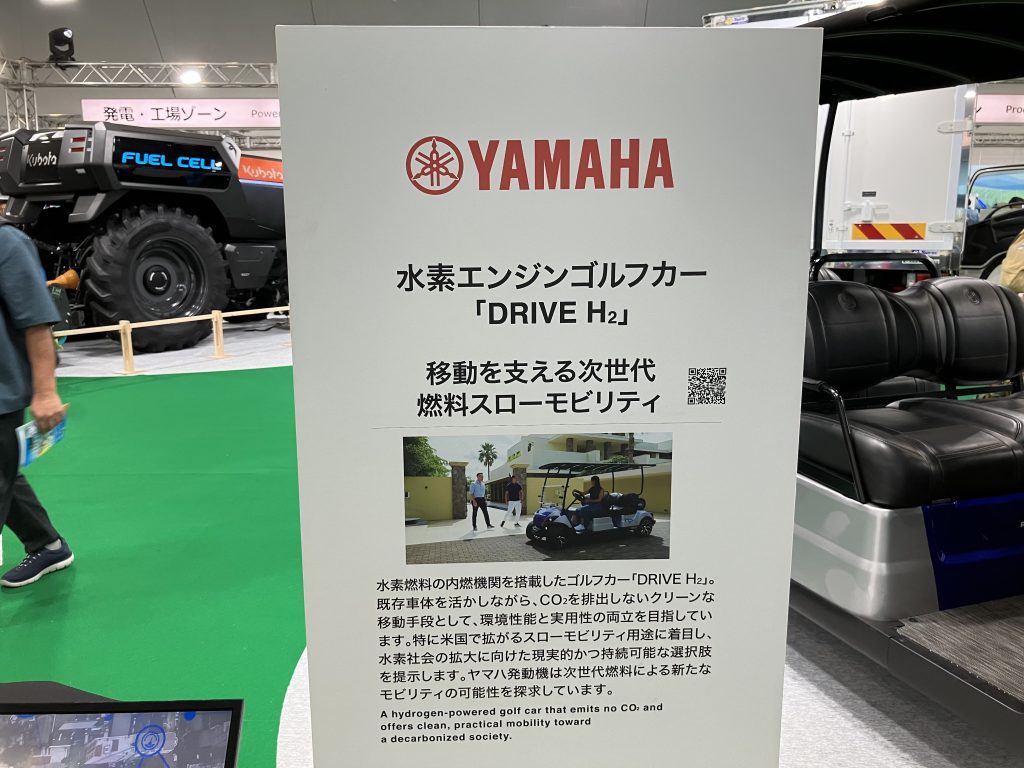 発電・工場ゾーン Powe
Kubota
FUEL CELL
Kubota
ン Proc
YAMAHA
水素エンジンゴルフカー
「DRIVE H₂」
移動を支える次世代
燃料スローモビリティ
水素燃料の内燃機関を搭載したゴルフカー「DRIVE H₂」。
既存車体を活かしながら、CO₂を排出しないクリーンな
移動手段として、環境性能と実用性の両立を目指してい
ます。特に米国で拡がるスローモビリティ用途に着目し、
水素社会の拡大に向けた現実的かつ持続可能な選択肢
を提示します。ヤマハ発動機は次世代燃料による新たな
モビリティの可能性を探求しています。
A hydrogen-powered golf car that emits no CO₂ and
offers clean, practical mobility toward
a decarbonized society.